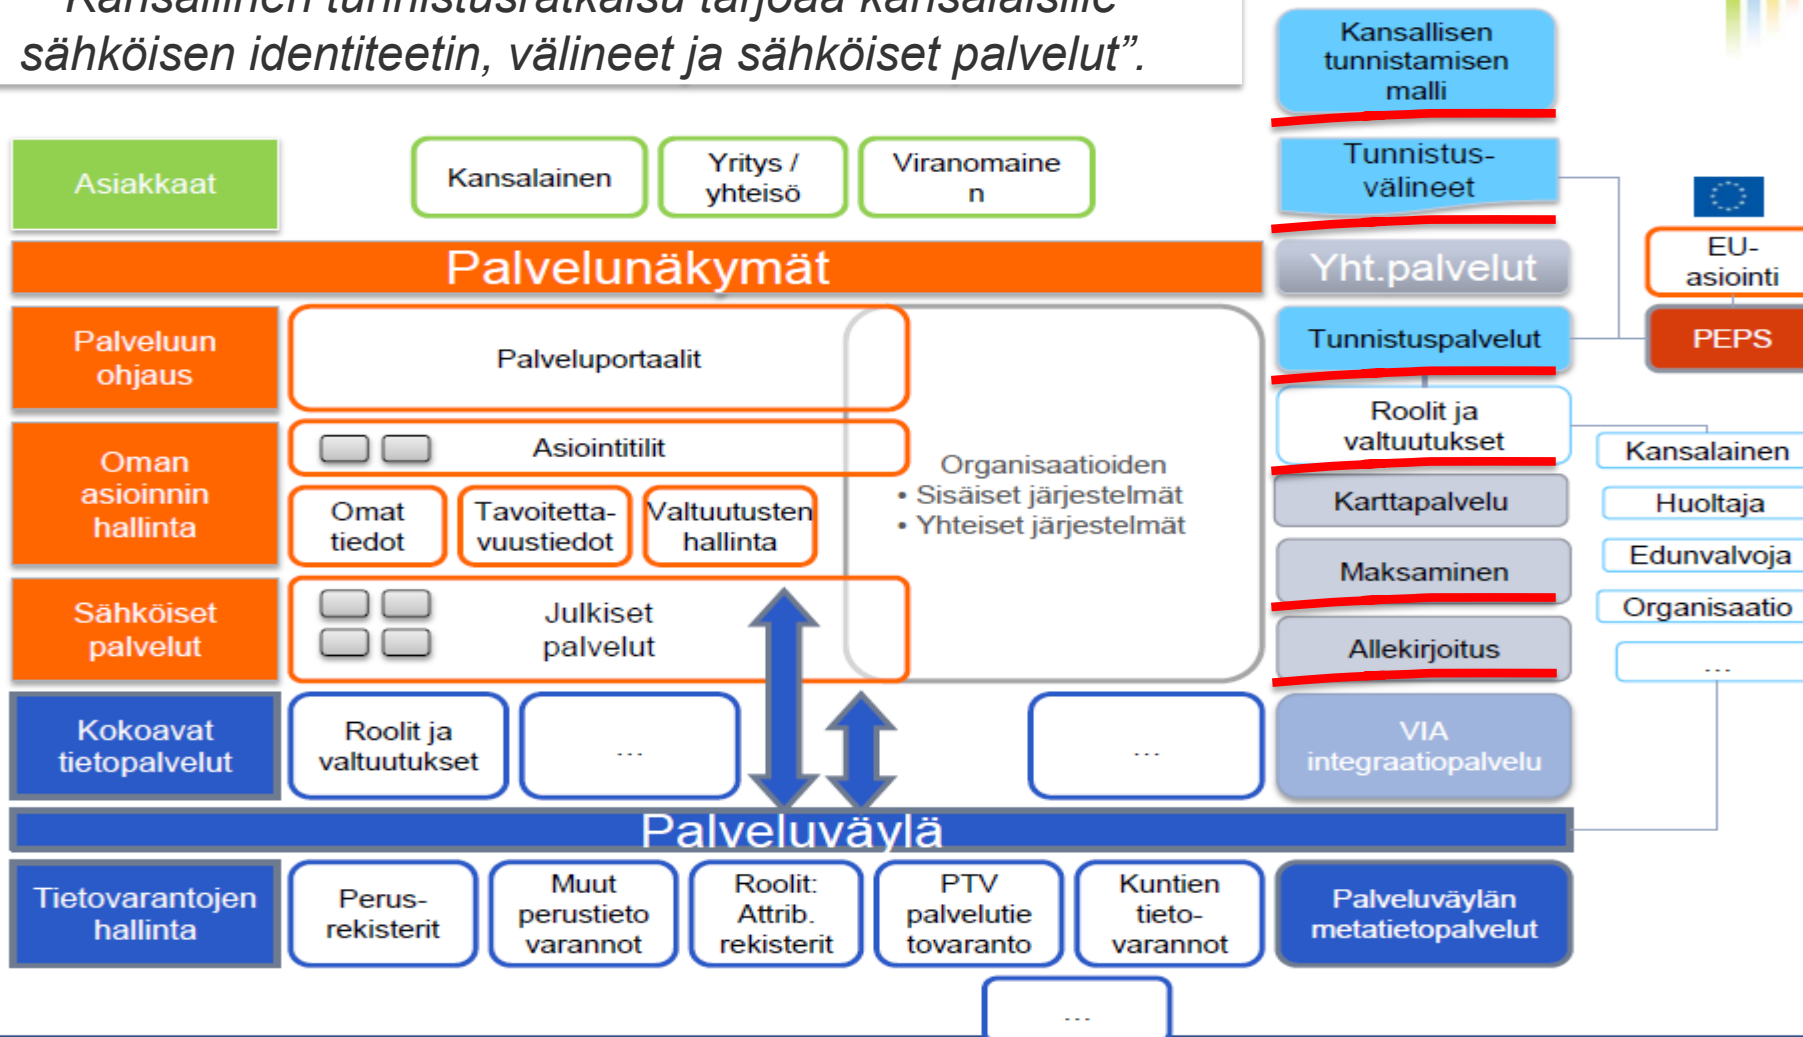 "Kansallinen tunnistusratkaisu tarjoaa kansalaisille
sähköisen identiteetin, välineet ja sähköiset palvelut”.
Kansallisen
tunnistamisen
malli
Asiakkaat
Kansalainen
Yritys /
yhteisö
Viranomaine
n
Tunnistus-
välineet
Palvelunäkymät
Yht.palvelut
EU-
asiointi
Palveluun
ohjaus
Palveluportaalit
Tunnistuspalvelut
PEPS
Oman
asioinnin
hallinta
Asiointitilit
Omat
tiedot
Tavoitetta-
vuustiedot
Valtuutusten
hallinta
Organisaatioiden
• Sisäiset järjestelmät
• Yhteiset järjestelmät
Roolit ja
valtuutukset
Kansalainen
Karttapalvelu
Huoltaja
Maksaminen
Edunvalvoja
Sähköiset
palvelut
Julkiset
palvelut
Organisaatio
Allekirjoitus
...
Kokoavat
tietopalvelut
Roolit ja
valtuutukset
...
...
VIA
integraatiopalvelu
Palveluväylä
Tietovarantojen
hallinta
Perus-
rekisterit
Muut
perustieto
varannot
Roolit:
Attrib.
rekisterit
PTV
palvelutie
tovaranto
Kuntien
tieto-
varannot
Palveluväylän
metatietopalvelut
...